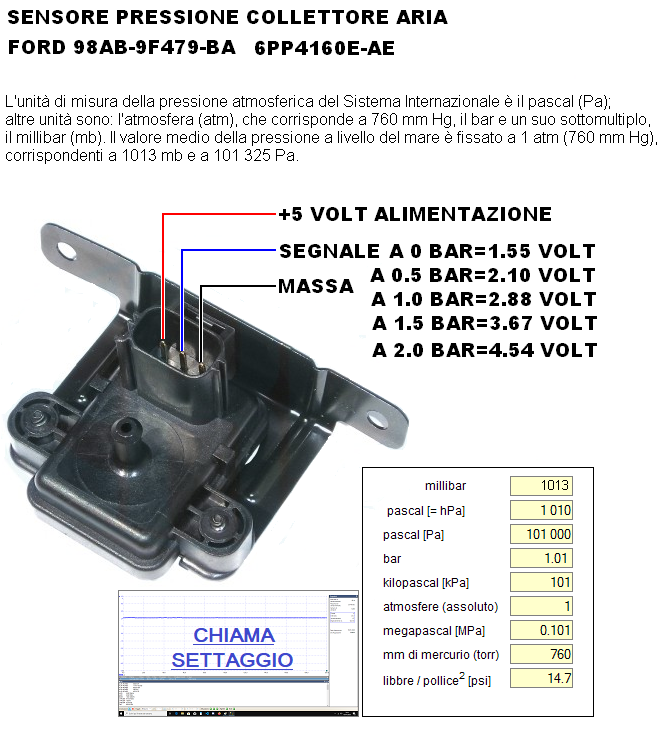 SENSORE PRESSIONE COLLETTORE ARIA
FORD 98AB-9F479-BA 6PP4160E-AE
L'unità di misura della pressione atmosferica del Sistema Internazionale è il pascal (Pa);
altre unità sono: l'atmosfera (atm), che corrisponde a 760 mm Hg, il bar e un suo sottomultiplo,
il millibar (mb). Il valore medio della pressione a livello del mare è fissato a 1 atm (760 mm Hg),
corrispondenti a 1013 mb e a 101 325 Pa.
+5 VOLT ALIMENTAZIONE
SEGNALE A 0 BAR=1.55 VOLT
A 0.5 BAR=2.10 VOLT
MASSA
A 1.0 BAR=2.88 VOLT
A 1.5 BAR=3.67 VOLT
A 2.0 BAR=4.54 VOLT
millibar 1013
pascal [= hPa] 1 010
pascal [Pa] 101 000
bar 1.01
kilopascal [kPa] 101
atmosfere (assoluto) 1
megapascal [MPa] 0.101
mm di mercurio (torr) 760
libbre / pollice2 [psi] 14.7
CHIAMA
SETTAGGIO